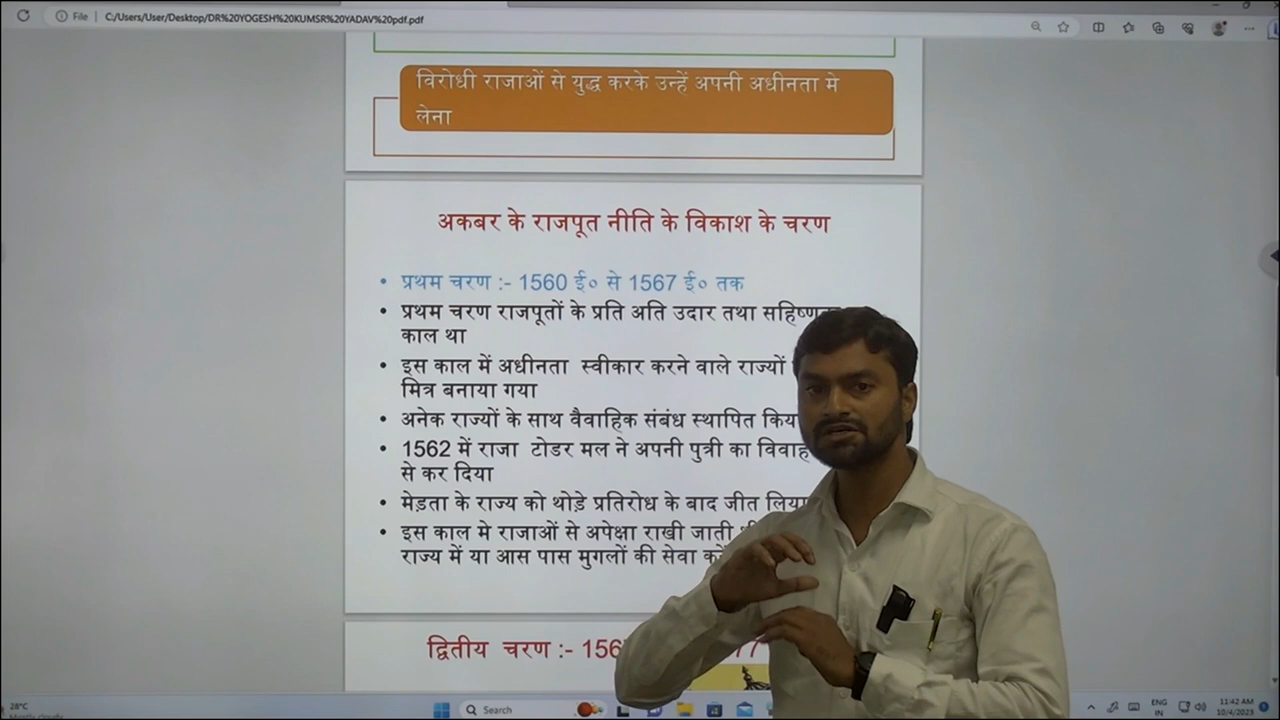 File
C:/Users/User/Desktop/DR%20YOGESH%20KUMSR%20YADAV%20pdf.pdf
विरोधी राजाओं से युद्ध करके उन्हें अपनी अधीनता मे
लेना
अकबर के राजपूत नीति के विकाश के चरण
• प्रथम चरण :- 1560 ई० से 1567 ई० तक
• प्रथम चरण राजपूतों के प्रति अति उदार तथा
काल था
• इस काल में अधीनता स्वीकार करने वाले राज्यों
मित्र बनाया गया
• अनेक राज्यों के साथ वैवाहिक संबंध स्थापित
• 1562 में राजा टोडर मल ने अपनी पुत्री का विवाह
से कर दिया
• मेड़ता के राज्य को थोड़े प्रतिरोध के बाद जीत
• इस काल मे राजाओं से अपेक्षा राखी जाती
राज्य में या आस पास मुगलों की सेवा
द्वितीय चरण :-
28°C
Mostly cloudy
Search
ENG
IN
11:42 AM
10/4/2023